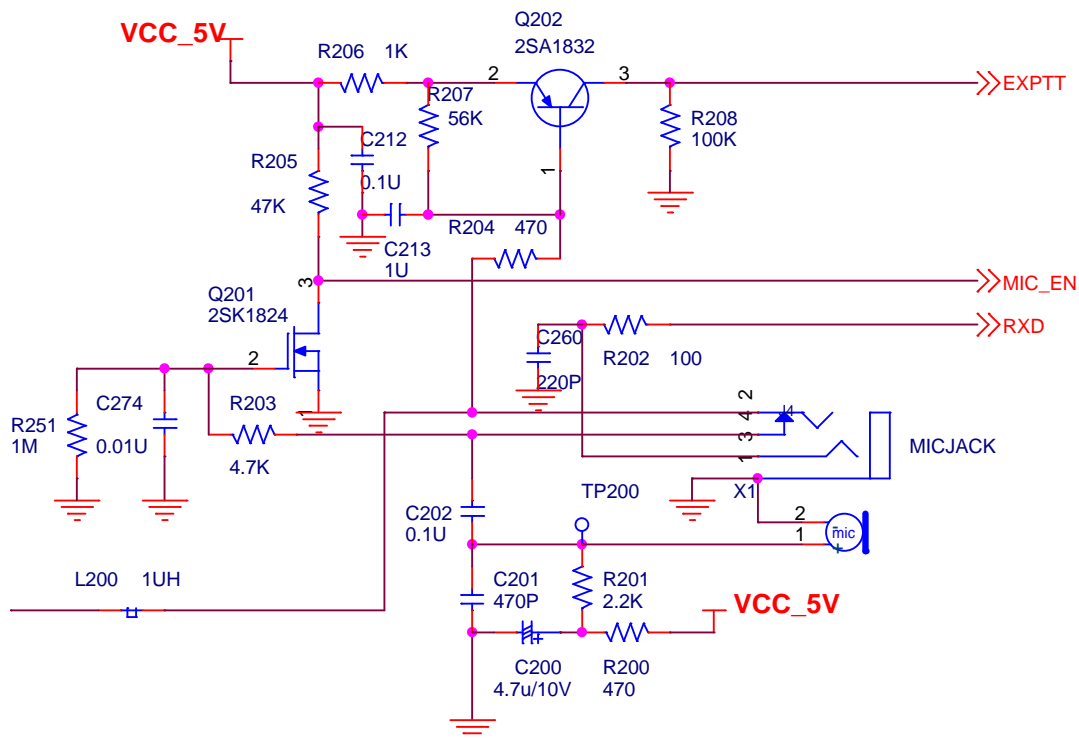 Q202
2SA1832
VCC_5V
R206 1K
2
3
EXPTT
R207
56K
R208
100K
C212
0.1U
R205
47K
1
R204 470
C213
1U
3
MIC_EN
Q201
2SK1824
RXD
C260
220P
R202 100
2
1
R251
1M
C274
0.01U
R203
4.7K
2
4
J4
3
1
MICJACK
X1
TP200
C202
0.1U
2
1
-
mic
+
L200 1UH
C201
470P
R201
2.2K
VCC_5V
C200
4.7u/10V
R200
470
+